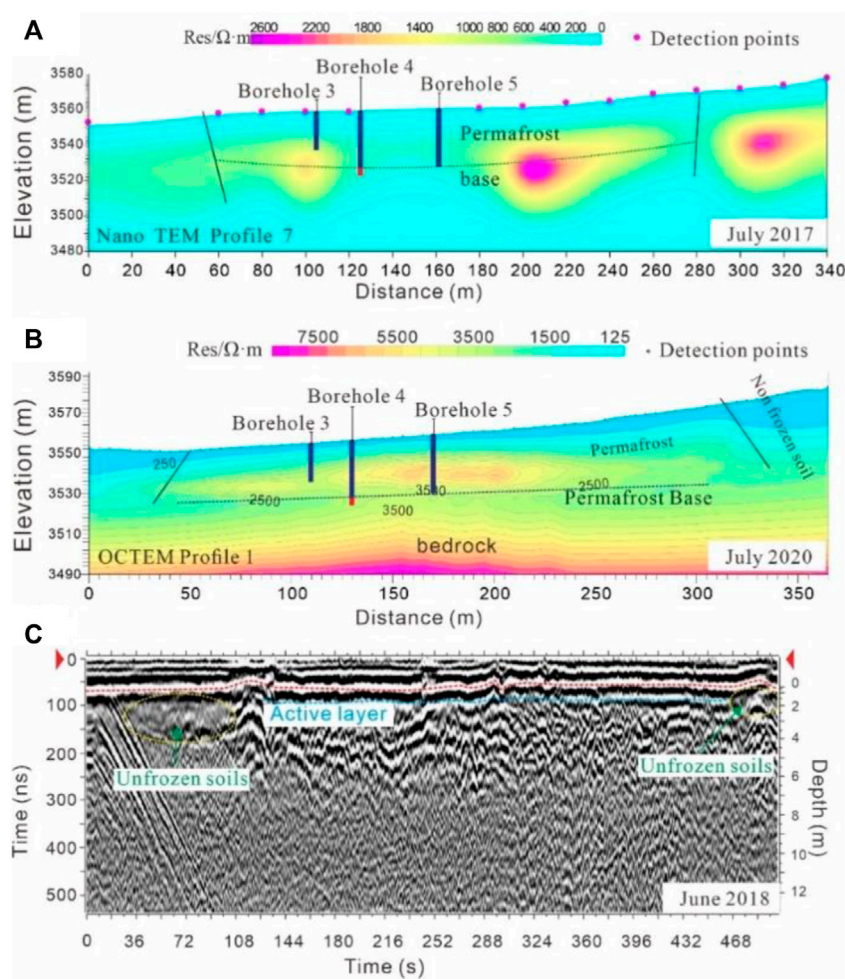 A
Res/Ω·m
2600 2200 1800 1400 1000 800 600 400 200 0
Detection points
Borehole 4
Borehole 3
Borehole 5
Permafrost
base
3580
3560
3540
3520
3500
3480
Elevation (m)
Nano TEM Profile 7
July 2017
0 20 40 60 80 100 120 140 160 180 200 220 240 260 280 300 320 340
Distance (m)
B
Res/Ω·m
7500 5500 3500 1500 125
Detection points
Borehole 4
Borehole 3
Borehole 5
Non frozen soil
Permafrost
250
3500
2500
2500
Permafrost Base
3500
bedrock
3590
3570
3550
3530
3510
3490
Elevation (m)
OCTEM Profile 1
July 2020
0 50 100 150 200 250 300 350
Distance (m)
C
0
100
200
300
400
500
Time (ns)
0
2
4
6
8
10
12
Depth (m)
Active layer
Unfrozen soils
Unfrozen soils
June 2018
0 36 72 108 144 180 216 252 288 324 360 396 432 468
Time (s)